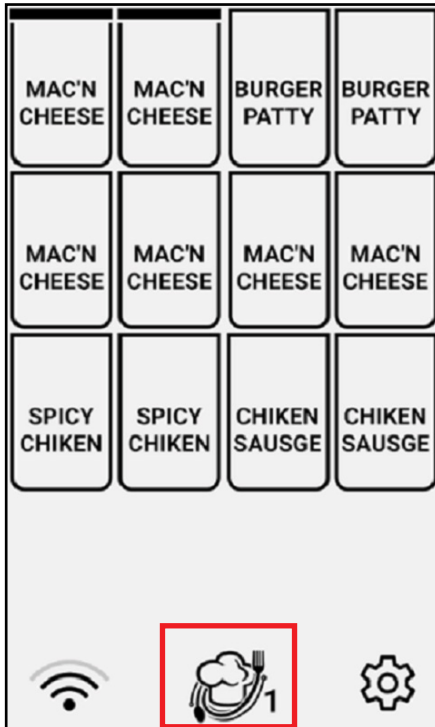 MAC'N MAC'N BURGER BURGER
CHEESE CHEESE PATTY PATTY
MAC'N MAC'N MAC'N MAC'N
CHEESE CHEESE CHEESE CHEESE
SPICY SPICY CHIKEN CHIKEN
CHIKEN CHIKEN SAUSGE SAUSGE
1